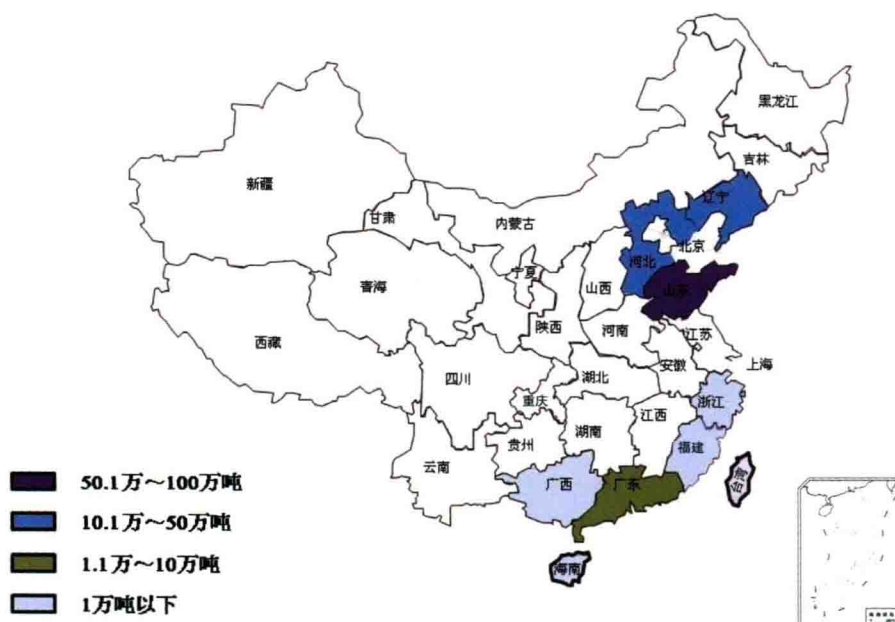 黑龙江
吉林
辽宁
新疆
甘肃
内蒙古
北京
河北
宁夏
青海
山西
山东
陕西
河南
江苏
西藏
安徽
上海
四川
湖北
重庆
浙江
江西
湖南
贵州
福建
云南
广西
广东
台湾
海南
50.1万～100万吨
10.1万～50万吨
1.1万～10万吨
1万吨以下